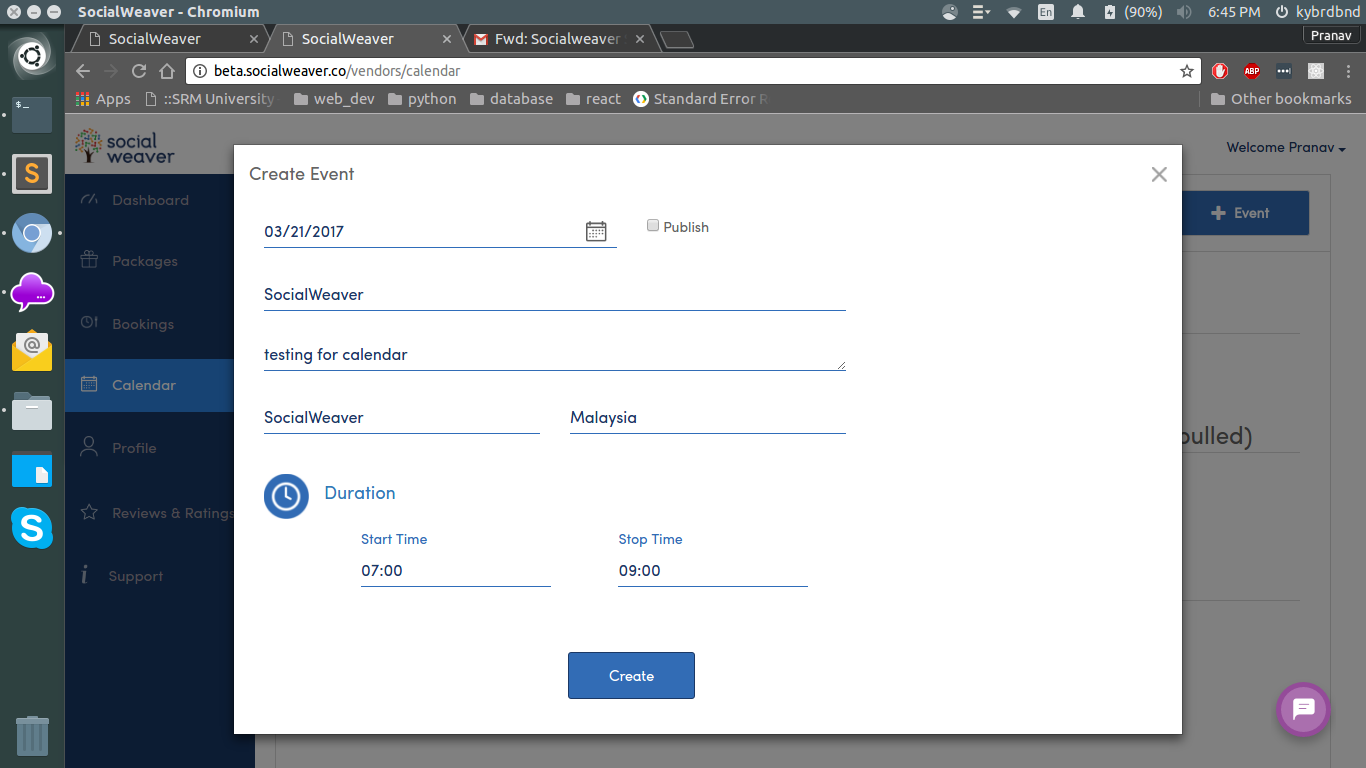 SocialWeaver - Chromium
En
(90%)
6:45 PM
kybrdbnd
SocialWeaver
SocialWeaver
Fwd: Socialweaver
Pranav
beta.socialweaver.co/vendors/calendar
ABP
Apps
::SRM University
web_dev
python
database
react
Standard Error R
Other bookmarks
social
weaver
Welcome Pranav
Dashboard
Packages
Bookings
Calendar
Profile
Reviews & Ratings
Support
+ Event
pulled)
Create Event
03/21/2017
Publish
SocialWeaver
testing for calendar
SocialWeaver
Malaysia
Duration
Start Time
Stop Time
07:00
09:00
Create
$_
S
@
S